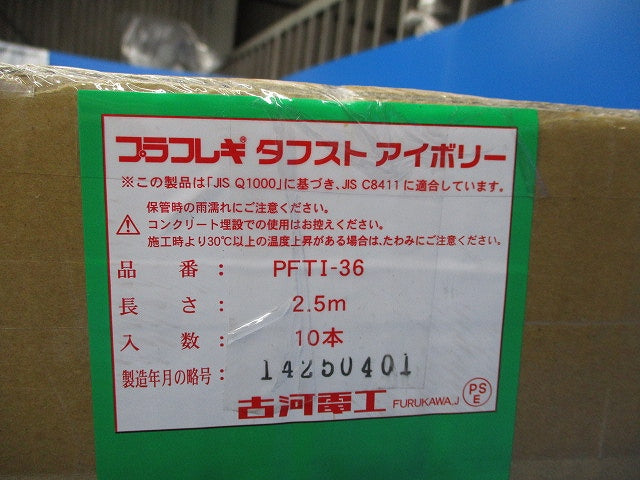 プラフレキ® タフスト アイボリー
※この製品は「JIS Q1000」に基づき、JIS C8411 に適合しています。
保管時の雨濡れにご注意ください。
コンクリート埋設での使用はお控えください。
施工時より30℃以上の温度上昇がある場合は、たわみにご注意ください。
品番: PFTI-36
長さ: 2.5m
入数: 10本
製造年月の略号: 14250401
古河電工 FURUKAWA.J PS E